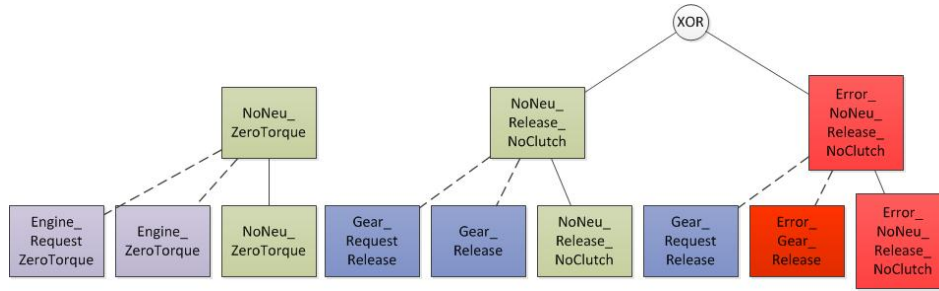 XOR
NoNeu_
ZeroTorque
NoNeu_
Release_
NoClutch
Error_
NoNeu_
Release_
NoClutch
Engine_
Request
ZeroTorque
Engine_
ZeroTorque
NoNeu_
ZeroTorque
Gear_
Request
Release
Gear_
Release
NoNeu_
Release_
NoClutch
Gear_
Request
Release
Error_
Gear_
Release
Error_
NoNeu_
Release_
NoClutch